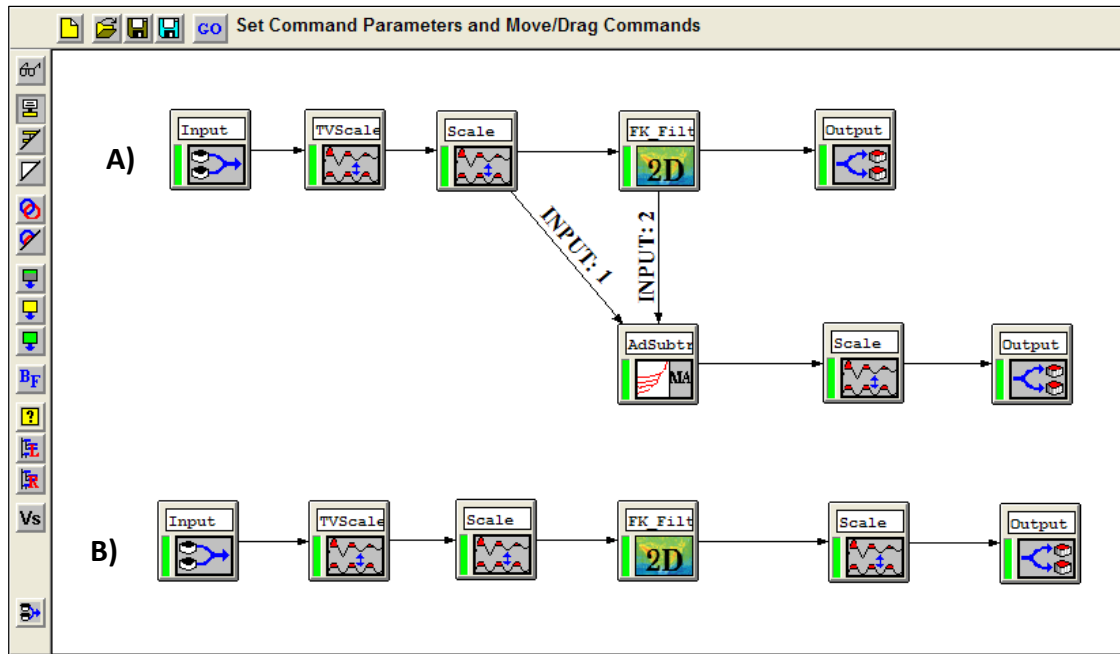 GO Set Command Parameters and Move/Drag Commands
A)
Input TVScale Scale FK_Filt Output
2D
INPUT: 1
INPUT: 2
AdSubtr Scale Output
MA
BF
?
L
R
Vs
B)
Input TVScale Scale FK_Filt Scale Output
2D